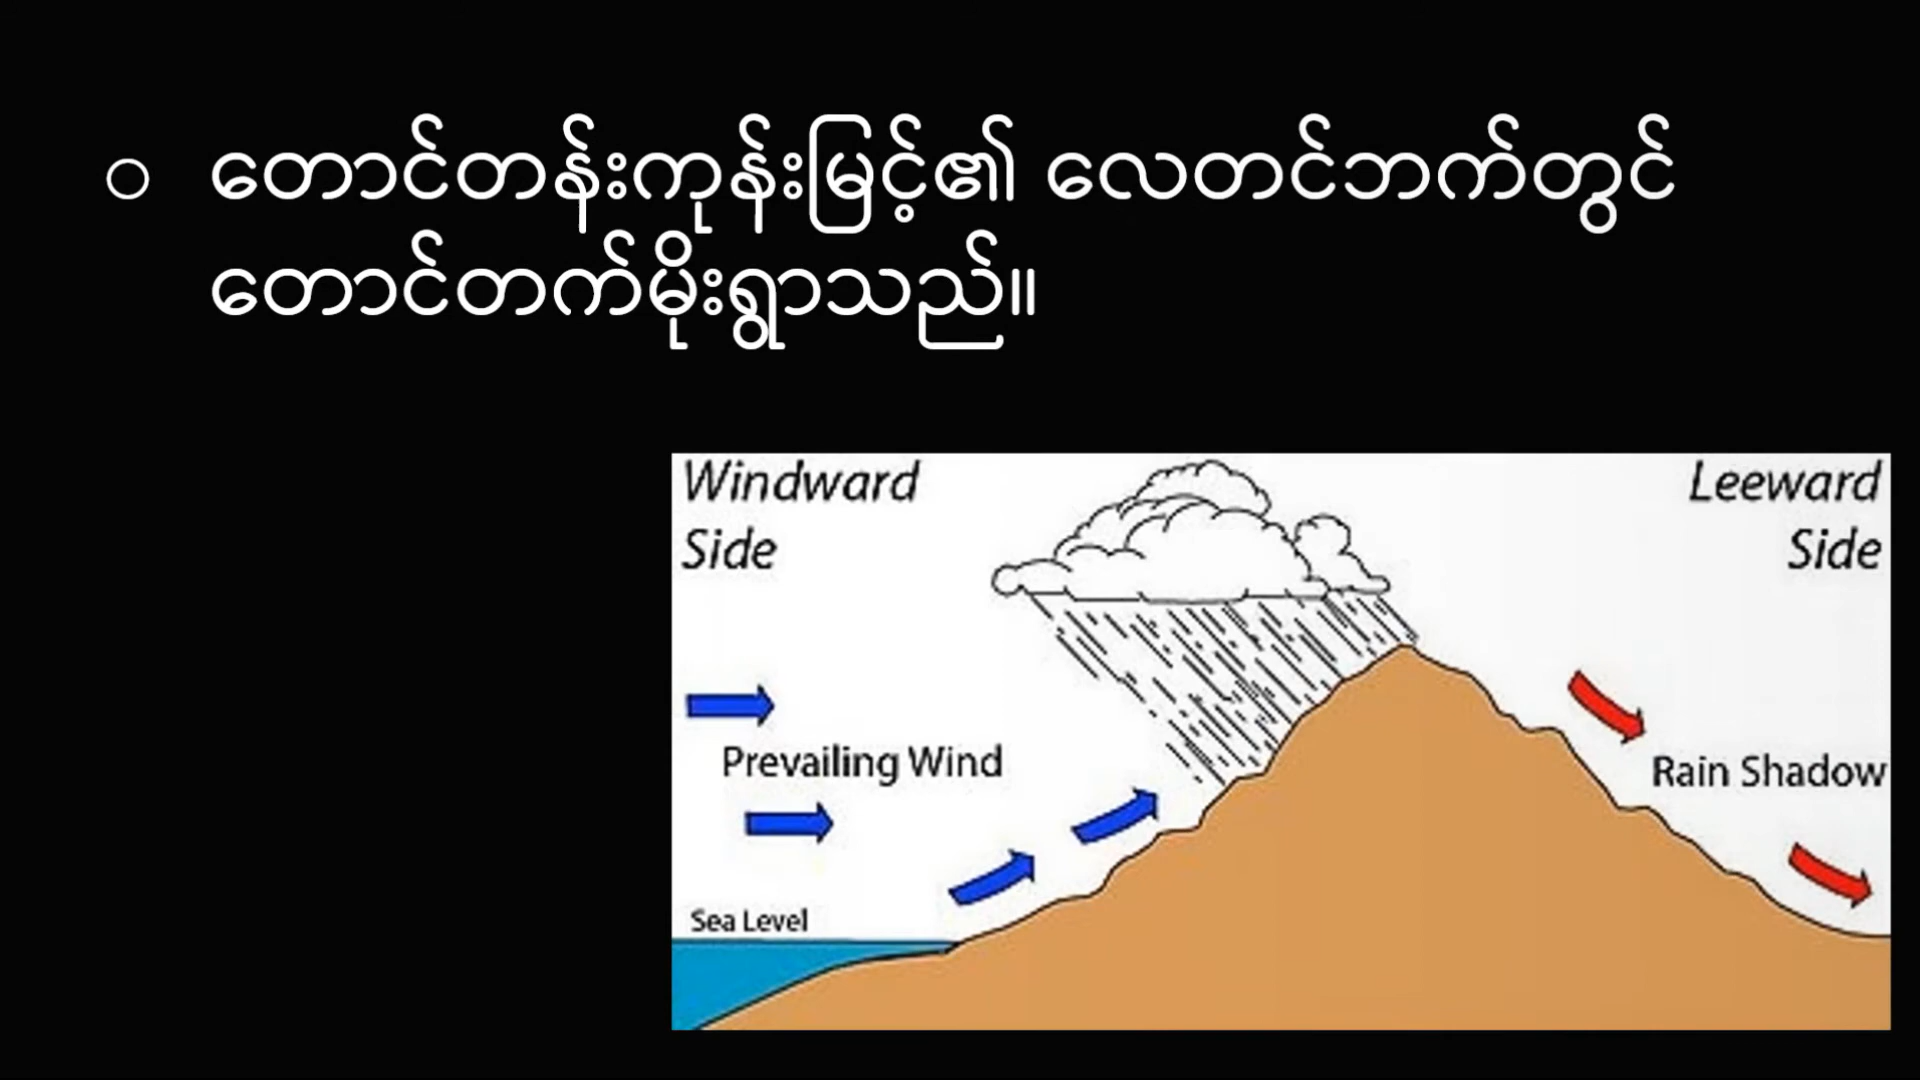 တောင်တန်းကုန်းမြင့်၏ လေတင်ဘက်တွင်
တောင်တက်မိုးရွာသည်။
Windward
Side
Leeward
Side
Prevailing Wind
Rain Shadow
Sea Level